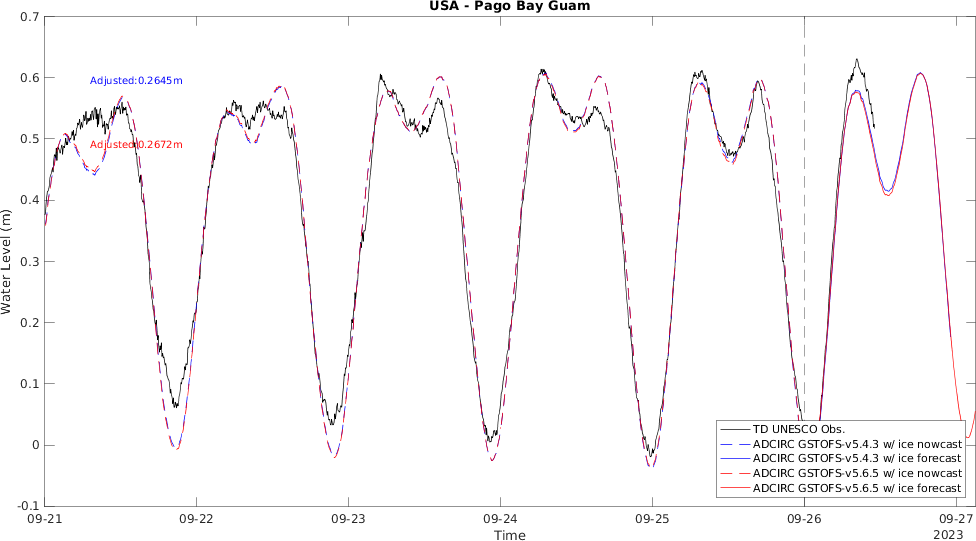 USA - Pago Bay Guam
0.7
0.6
0.5
0.4
0.3
0.2
0.1
0
-0.1
Water Level (m)
Adjusted:0.2645m
Adjusted:0.2672m
TD UNESCO Obs.
ADCIRC GSTOFS-v5.4.3 w/ ice nowcast
ADCIRC GSTOFS-v5.4.3 w/ ice forecast
ADCIRC GSTOFS-v5.6.5 w/ ice nowcast
ADCIRC GSTOFS-v5.6.5 w/ ice forecast
09-21 09-22 09-23 09-24 09-25 09-26 09-27
2023
Time